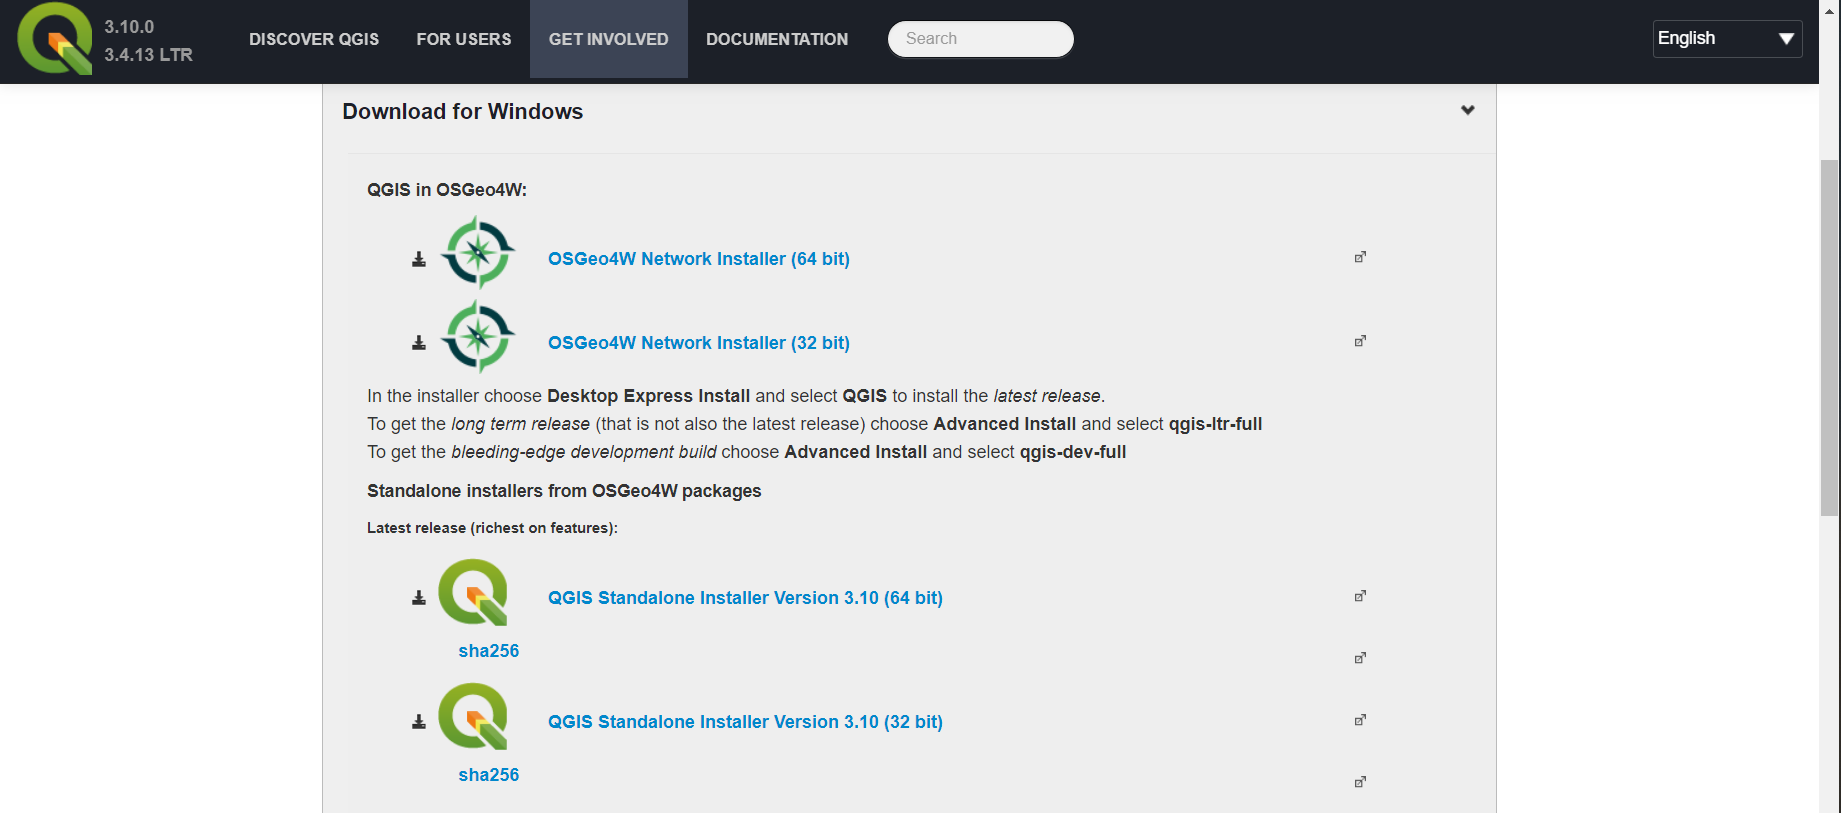 3.10.0
3.4.13 LTR
DISCOVER QGIS
FOR USERS
GET INVOLVED
DOCUMENTATION
Search
English
Download for Windows
QGIS in OSGeo4W:
OSGeo4W Network Installer (64 bit)
OSGeo4W Network Installer (32 bit)
In the installer choose Desktop Express Install and select QGIS to install the latest release.
To get the long term release (that is not also the latest release) choose Advanced Install and select qgis-ltr-full
To get the bleeding-edge development build choose Advanced Install and select qgis-dev-full
Standalone installers from OSGeo4W packages
Latest release (richest on features):
QGIS Standalone Installer Version 3.10 (64 bit)
sha256
QGIS Standalone Installer Version 3.10 (32 bit)
sha256